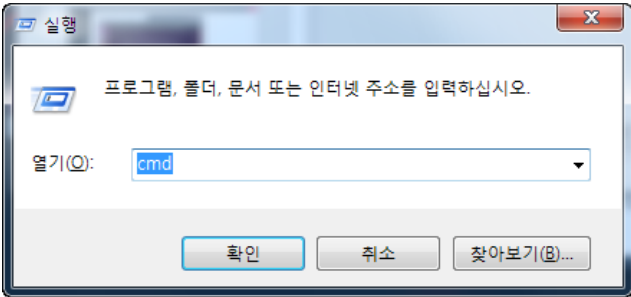 실행
프로그램, 폴더, 문서 또는 인터넷 주소를 입력하십시오.
열기(O): cmd
확인 취소 찾아보기(B)...